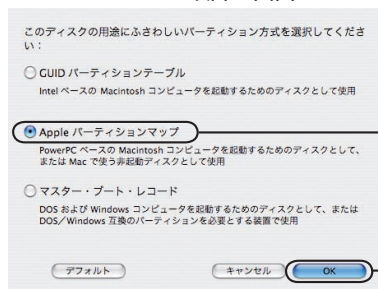 このディスクの用途にふさわしいパーティション方式を選択してくださ
い：
GUID パーティションテーブル
Intel ベースの Macintosh コンピュータを起動するためのディスクとして使用
Apple パーティションマップ
PowerPC ベースの Macintosh コンピュータを起動するためのディスクとして、
または Mac で使う非起動ディスクとして使用
マスター・ブート・レコード
DOS および Windows コンピュータを起動するためのディスクとして、または
DOS／Windows 互換のパーティションを必要とする装置で使用
デフォルト キャンセル OK